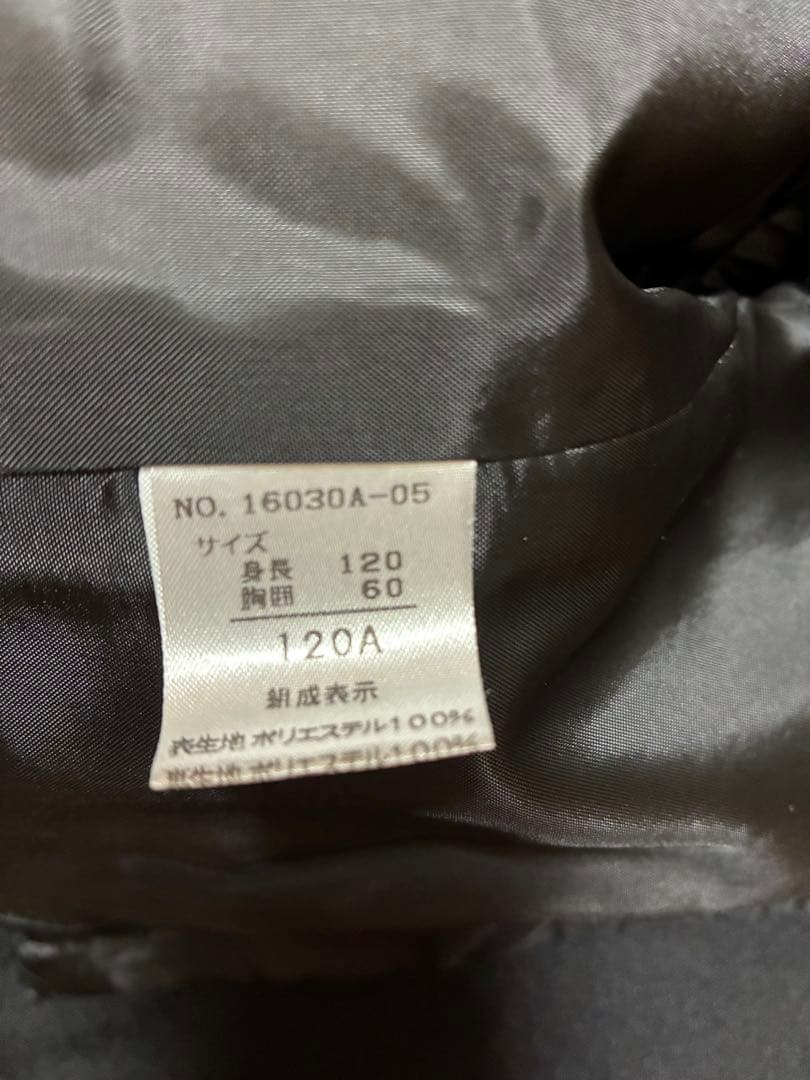 NO. 16030A-05
サイズ
身長 120
胸囲 60
120A
組成表示
表生地 ポリエステル100%
表生地 ポリエステル100%